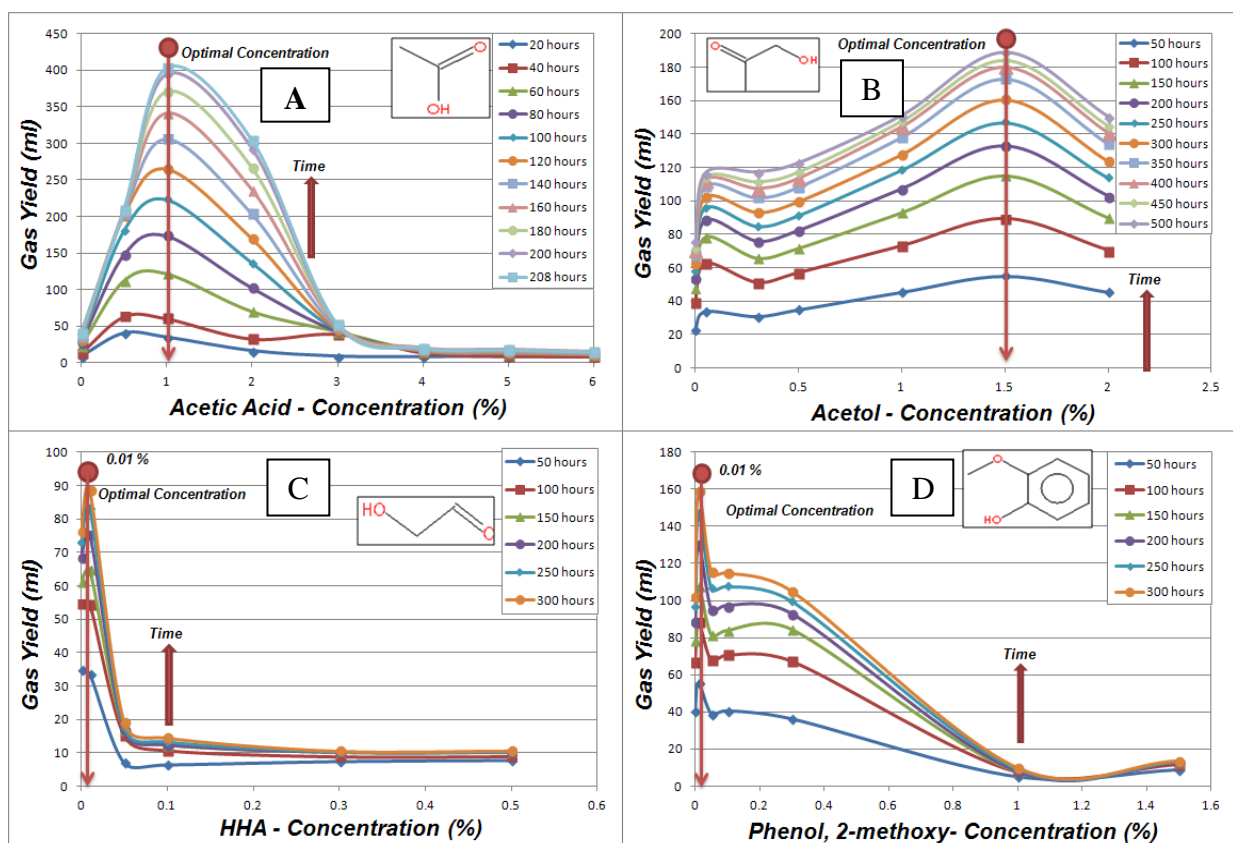 450
400
350
300
250
200
150
100
50
0
Gas Yield (ml)
Optimal Concentration
A
O
OH
Time
20 hours
40 hours
60 hours
80 hours
100 hours
120 hours
140 hours
160 hours
180 hours
200 hours
208 hours
0 1 2 3 4 5 6
Acetic Acid - Concentration (%)
200
180
160
140
120
100
80
60
40
20
0
Gas Yield (ml)
O
OH
Optimal Concentration
B
Time
50 hours
100 hours
150 hours
200 hours
250 hours
300 hours
350 hours
400 hours
450 hours
500 hours
0 0.5 1 1.5 2 2.5
Acetol - Concentration (%)
100
90
80
70
60
50
40
30
20
10
0
Gas Yield (ml)
0.01 %
Optimal Concentration
C
HO
O
Time
50 hours
100 hours
150 hours
200 hours
250 hours
300 hours
0 0.1 0.2 0.3 0.4 0.5 0.6
HHA - Concentration (%)
180
160
140
120
100
80
60
40
20
0
Gas Yield (ml)
0.01 %
Optimal Concentration
D
O
HO
Time
50 hours
100 hours
150 hours
200 hours
250 hours
300 hours
0 0.2 0.4 0.6 0.8 1 1.2 1.4 1.6
Phenol, 2-methoxy- Concentration (%)